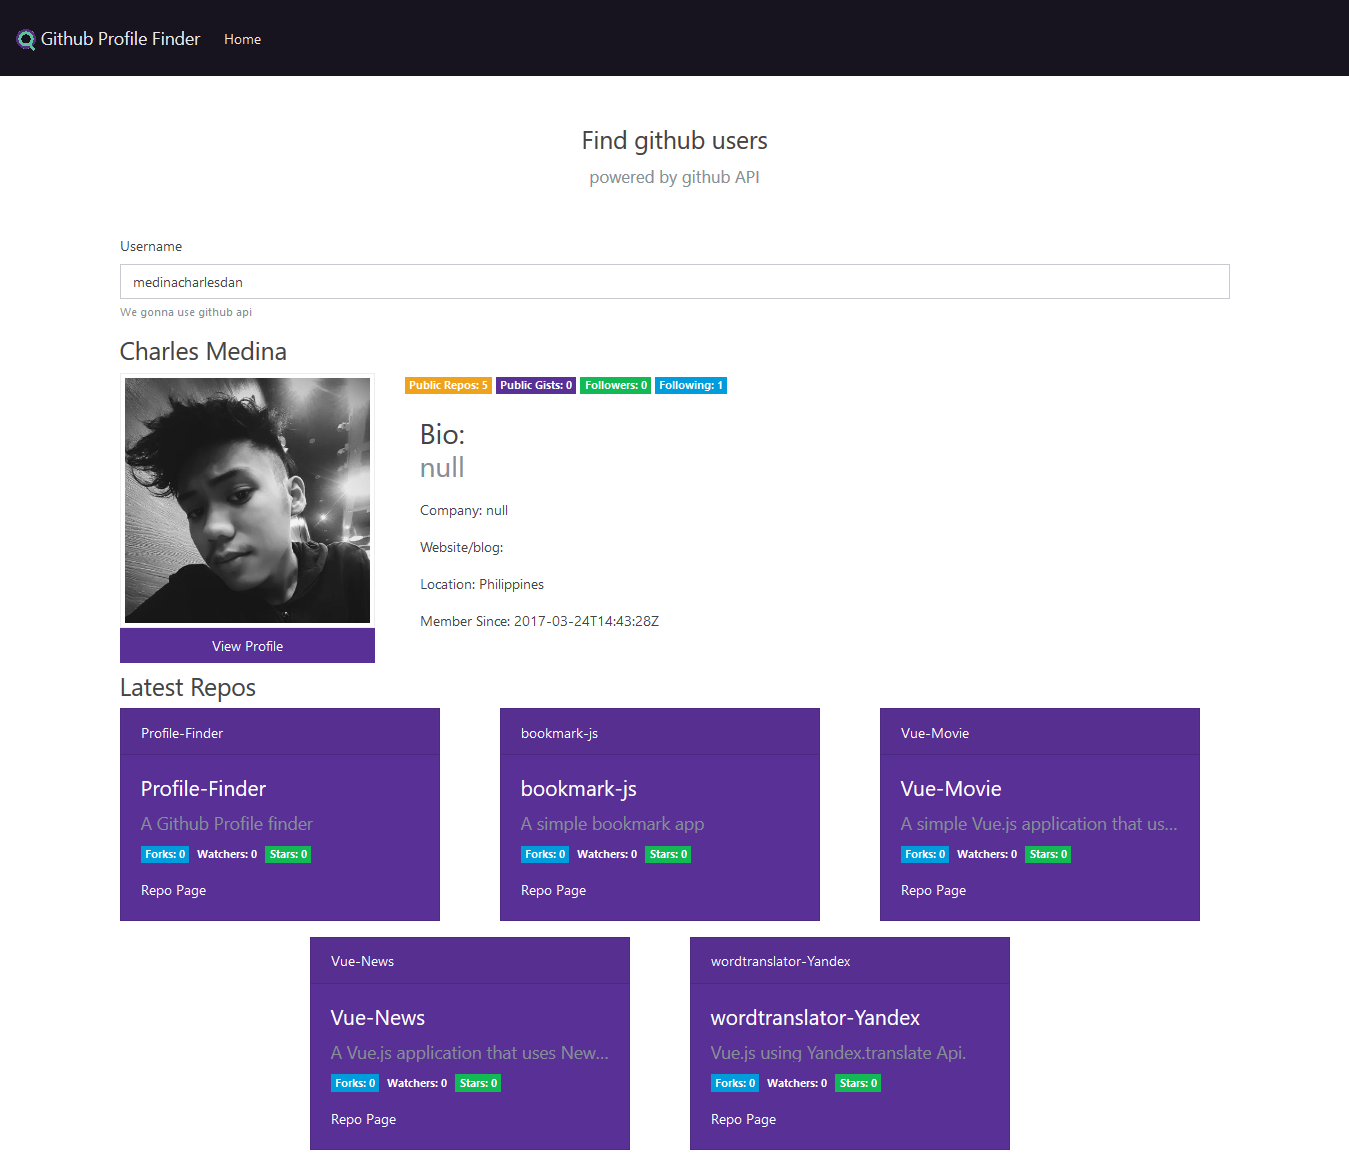 Github Profile Finder Home
Find github users
powered by github API
Username
medinacharlesdan
We gonna use github api
Charles Medina
Public Repos: 5 Public Gists: 0 Followers: 0 Following: 1
Bio:
null
Company: null
Website/blog:
Location: Philippines
Member Since: 2017-03-24T14:43:28Z
View Profile
Latest Repos
Profile-Finder
Profile-Finder
A Github Profile finder
Forks: 0 Watchers: 0 Stars: 0
Repo Page
bookmark-js
bookmark-js
A simple bookmark app
Forks: 0 Watchers: 0 Stars: 0
Repo Page
Vue-Movie
Vue-Movie
A simple Vue.js application that us...
Forks: 0 Watchers: 0 Stars: 0
Repo Page
Vue-News
Vue-News
A Vue.js application that uses New...
Forks: 0 Watchers: 0 Stars: 0
Repo Page
wordtranslator-Yandex
wordtranslator-Yandex
Vue.js using Yandex.translate Api.
Forks: 0 Watchers: 0 Stars: 0
Repo Page